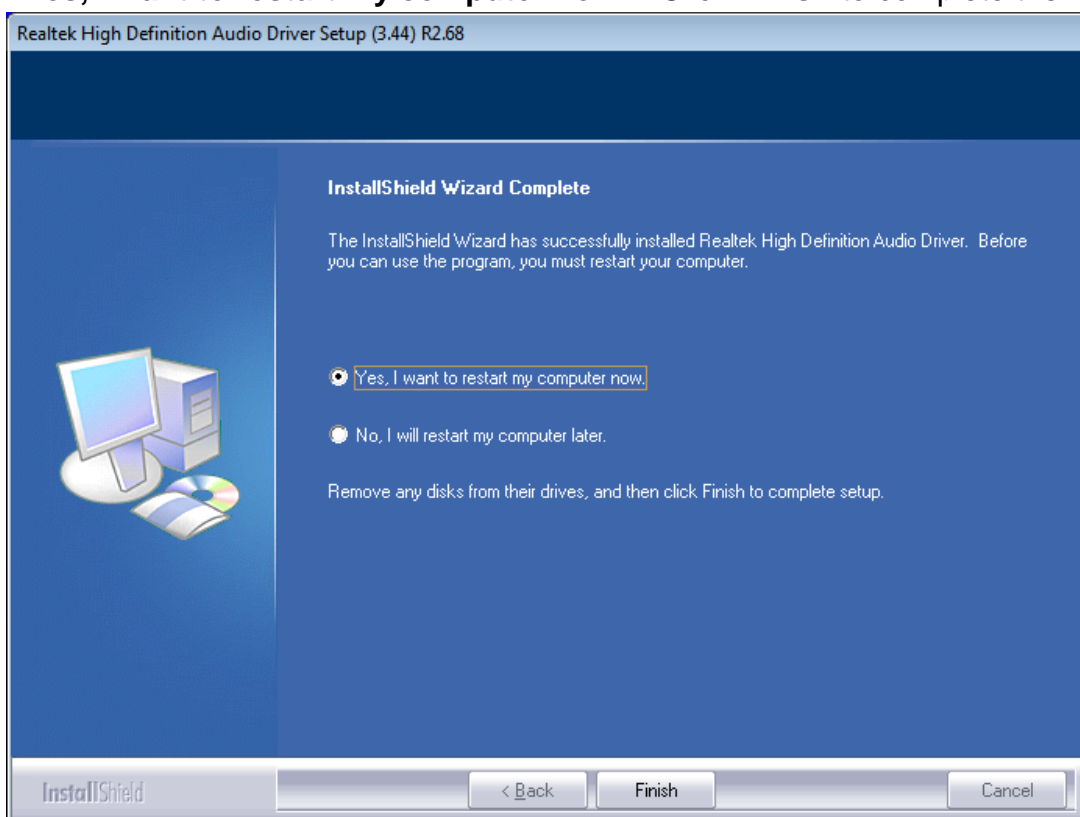 Realtek High Definition Audio Driver Setup (3.44) R2.68
InstallShield Wizard Complete
The InstallShield Wizard has successfully installed Realtek High Definition Audio Driver. Before
you can use the program, you must restart your computer.
Yes, I want to restart my computer now.
No, I will restart my computer later.
Remove any disks from their drives, and then click Finish to complete setup.
InstallShield
< Back
Finish
Cancel